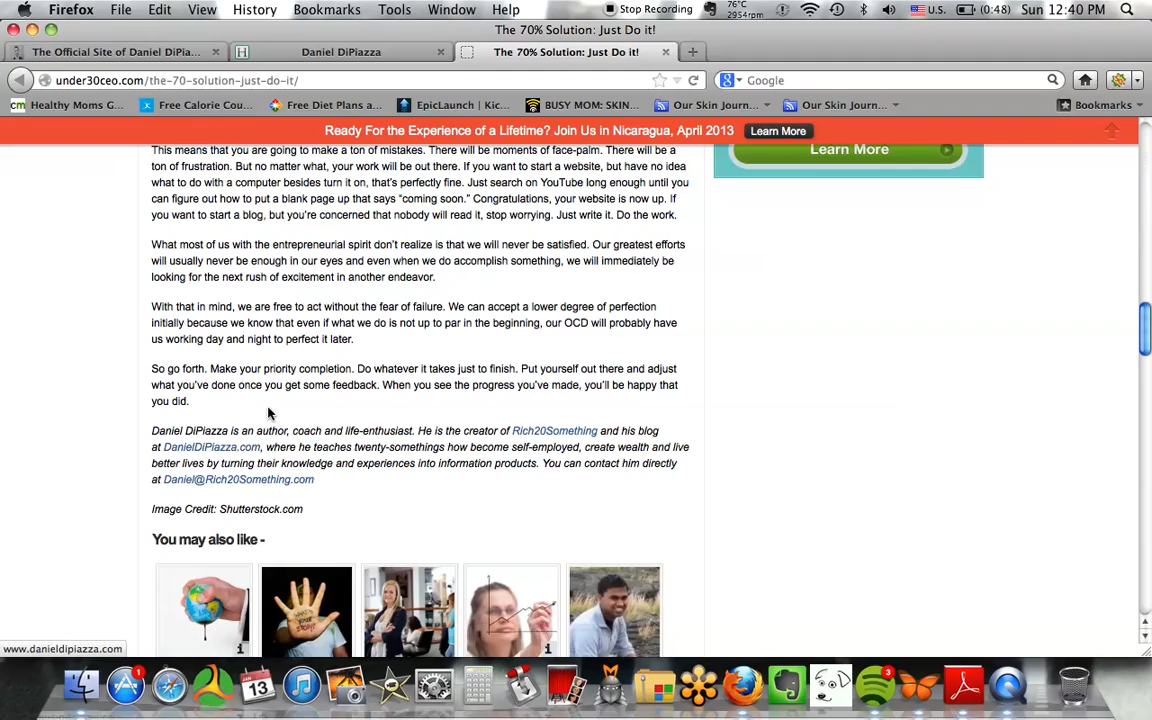 Firefox File Edit View History Bookmarks Tools Window Help Stop Recording 76°C 2954rpm U.S. (0:48) Sun 12:40 PM
The 70% Solution: Just Do it!
The Official Site of Daniel DiPia... Daniel DiPiazza The 70% Solution: Just Do it!
under30ceo.com/the-70-solution-just-do-it/ Google
Healthy Moms G... Free Calorie Cou... Free Diet Plans a... EpicLaunch | Kic... BUSY MOM: SKIN... Our Skin Journ... Our Skin Journ... Bookmarks
Ready For the Experience of a Lifetime? Join Us in Nicaragua, April 2013 Learn More
This means that you are going to make a ton of mistakes. There will be moments of face-palm. There will be a
ton of frustration. But no matter what, your work will be out there. If you want to start a website, but have no idea
what to do with a computer besides turn it on, that's perfectly fine. Just search on YouTube long enough until you
can figure out how to put a blank page up that says “coming soon.” Congratulations, your website is now up. If
you want to start a blog, but you're concerned that nobody will read it, stop worrying. Just write it. Do the work.
Learn More
What most of us with the entrepreneurial spirit don't realize is that we will never be satisfied. Our greatest efforts
will usually never be enough in our eyes and even when we do accomplish something, we will immediately be
looking for the next rush of excitement in another endeavor.
With that in mind, we are free to act without the fear of failure. We can accept a lower degree of perfection
initially because we know that even if what we do is not up to par in the beginning, our OCD will probably have
us working day and night to perfect it later.
So go forth. Make your priority completion. Do whatever it takes just to finish. Put yourself out there and adjust
what you've done once you get some feedback. When you see the progress you've made, you'll be happy that
you did.
Daniel DiPiazza is an author, coach and life-enthusiast. He is the creator of Rich20Something and his blog
at DanielDiPiazza.com, where he teaches twenty-somethings how become self-employed, create wealth and live
better lives by turning their knowledge and experiences into information products. You can contact him directly
at Daniel@Rich20Something.com
Image Credit: Shutterstock.com
You may also like -
www.danieldipiazza.com